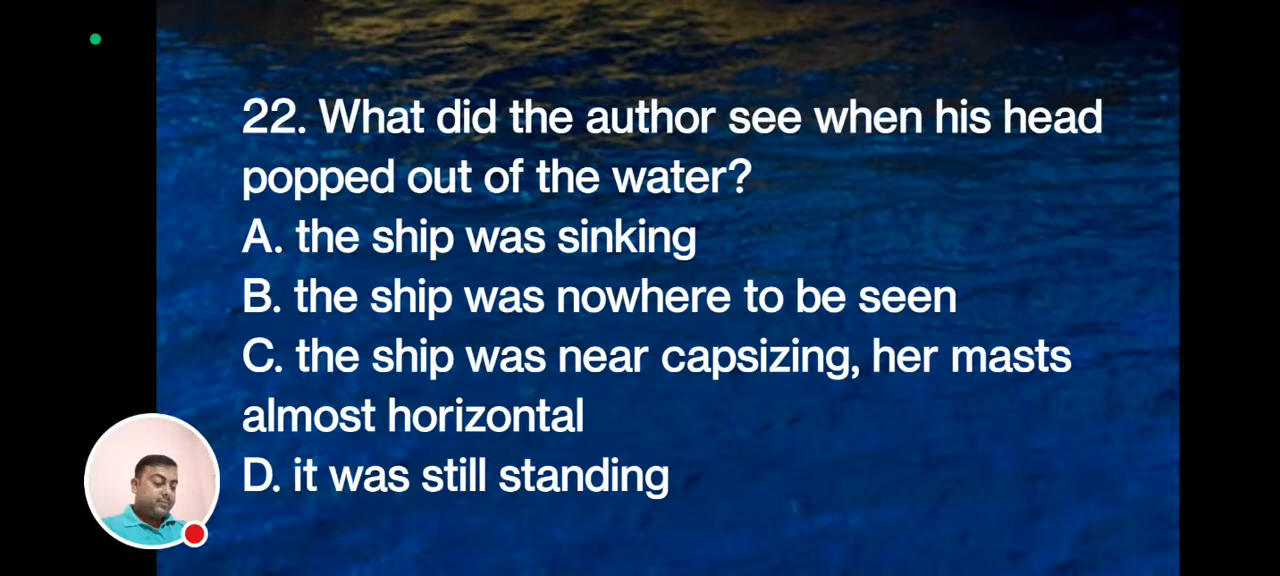 22. What did the author see when his head
popped out of the water?
A. the ship was sinking
B. the ship was nowhere to be seen
C. the ship was near capsizing, her masts
almost horizontal
D. it was still standing